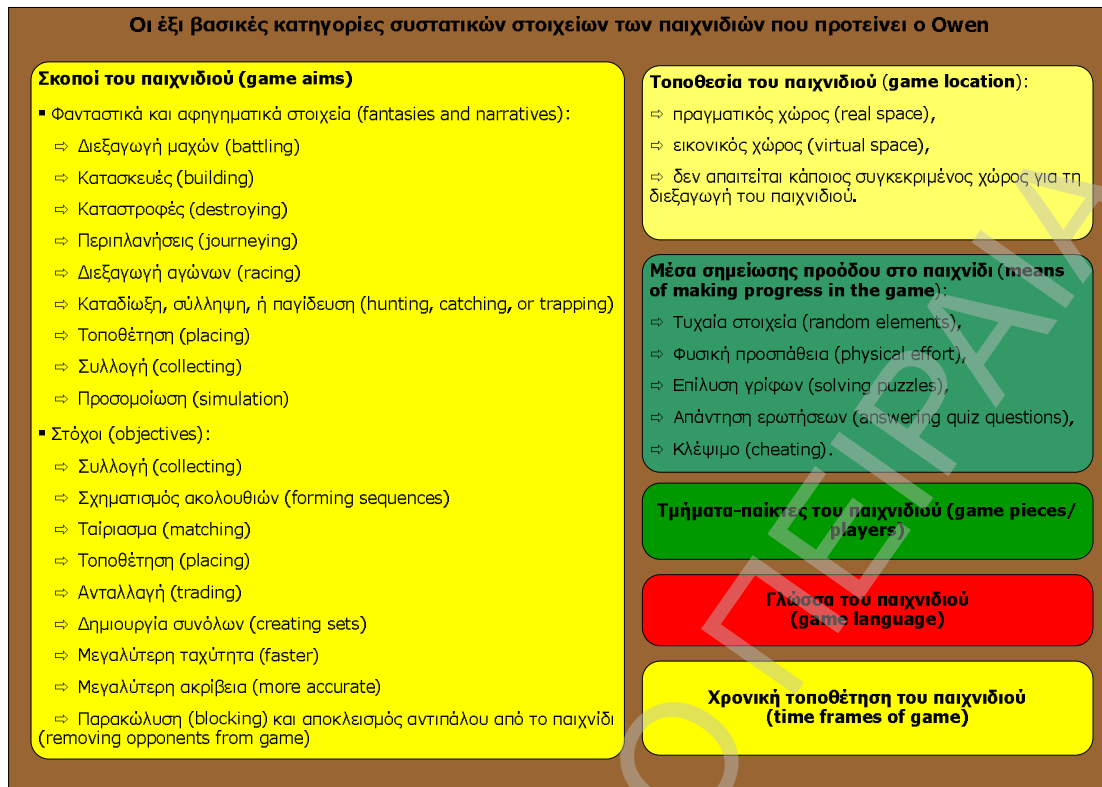 Οι έξι βασικές κατηγορίες συστατικών στοιχείων των παιχνιδιών που προτείνει ο Owen
Σκοποί του παιχνιδιού (game aims)
▪ Φανταστικά και αφηγηματικά στοιχεία (fantasies and narratives):
⇨ Διεξαγωγή μαχών (battling)
⇨ Κατασκευές (building)
⇨ Καταστροφές (destroying)
⇨ Περιπλανήσεις (journeying)
⇨ Διεξαγωγή αγώνων (racing)
⇨ Καταδίωξη, σύλληψη, ή παγίδευση (hunting, catching, or trapping)
⇨ Τοποθέτηση (placing)
⇨ Συλλογή (collecting)
⇨ Προσομοίωση (simulation)
▪ Στόχοι (objectives):
⇨ Συλλογή (collecting)
⇨ Σχηματισμός ακολουθιών (forming sequences)
⇨ Ταίριασμα (matching)
⇨ Τοποθέτηση (placing)
⇨ Ανταλλαγή (trading)
⇨ Δημιουργία συνόλων (creating sets)
⇨ Μεγαλύτερη ταχύτητα (faster)
⇨ Μεγαλύτερη ακρίβεια (more accurate)
⇨ Παρακώλυση (blocking) και αποκλεισμός αντιπάλου από το παιχνίδι
(removing opponents from game)
Τοποθεσία του παιχνιδιού (game location):
⇨ πραγματικός χώρος (real space),
⇨ εικονικός χώρος (virtual space),
⇨ δεν απαιτείται κάποιος συγκεκριμένος χώρος για τη
διεξαγωγή του παιχνιδιού.
Μέσα σημείωσης προόδου στο παιχνίδι (means
of making progress in the game):
⇨ Τυχαία στοιχεία (random elements),
⇨ Φυσική προσπάθεια (physical effort),
⇨ Επίλυση γρίφων (solving puzzles),
⇨ Απάντηση ερωτήσεων (answering quiz questions),
⇨ Κλέψιμο (cheating).
Τμήματα-παίκτες του παιχνιδιού (game pieces/
players)
Γλώσσα του παιχνιδιού
(game language)
Χρονική τοποθέτηση του παιχνιδιού
(time frames of game)
Ο ΠΕΙΡΑΙΑ